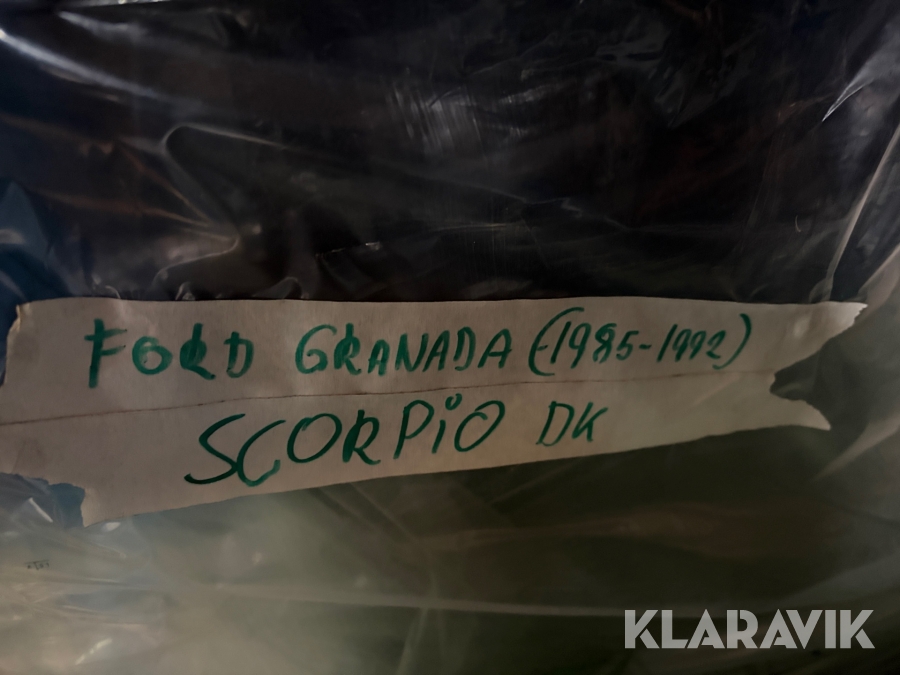 FORD GRANADA (1985-1992)
SCORPiO DK
KLARAVIK